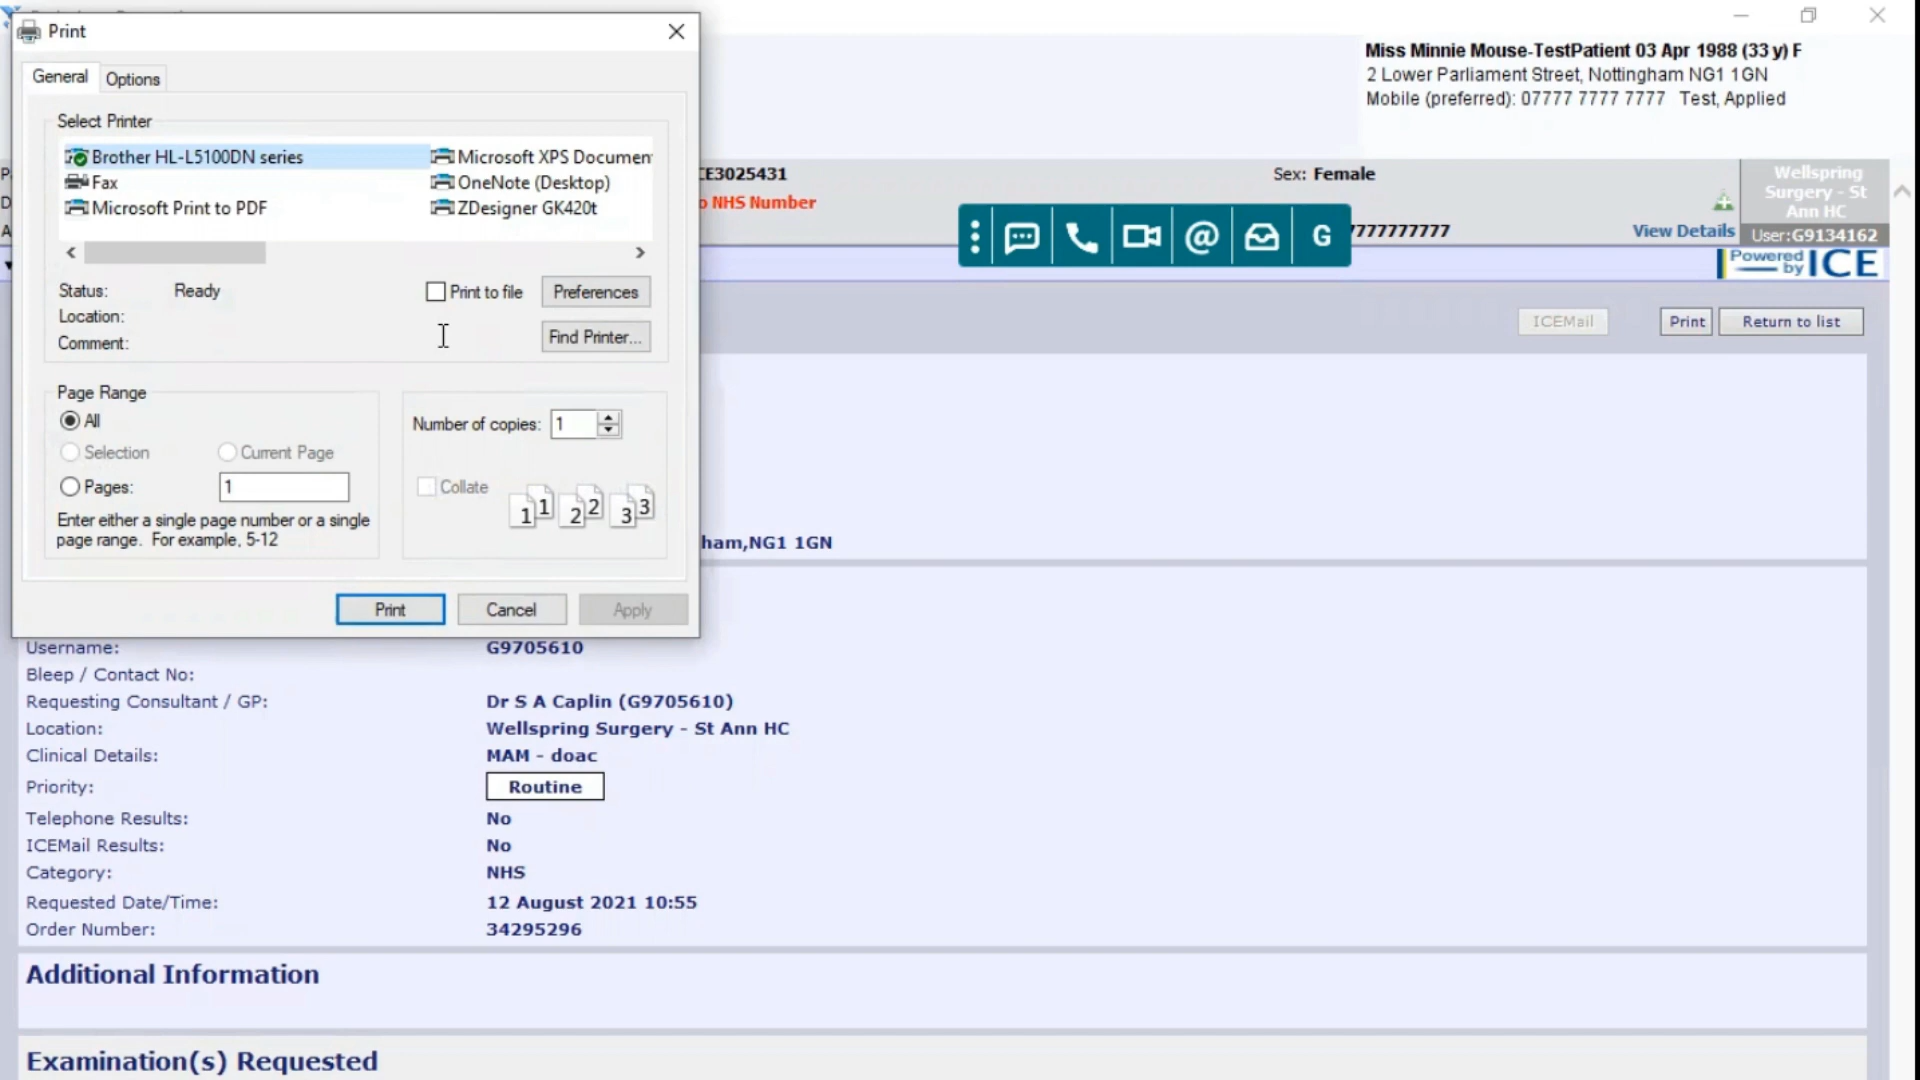 Print
General
Options
Select Printer
Brother HL-L5100DN series
Microsoft XPS Documen
Fax
OneNote (Desktop)
Microsoft Print to PDF
ZDesigner GK420t
Status: Ready
Print to file
Preferences
Location:
Find Printer...
Comment:
Page Range
All
Selection
Current Page
Pages: 1
Enter either a single page number or a single
page range. For example, 5-12
Number of copies: 1
Collate
1 1 2 2 3 3
Print
Cancel
Apply
Miss Minnie Mouse-TestPatient 03 Apr 1988 (33 y) F
2 Lower Parliament Street, Nottingham NG1 1GN
Mobile (preferred): 07777 7777 7777 Test, Applied
CE3025431
Sex: Female
Wellspring
Surgery - St
Ann HC
o NHS Number
@
G
777777777
View Details
User:G9134162
Powered
by ICE
ICEMail
Print
Return to list
ham,NG1 1GN
Username: G9705610
Bleep / Contact No:
Requesting Consultant / GP: Dr S A Caplin (G9705610)
Location: Wellspring Surgery - St Ann HC
Clinical Details: MAM - doac
Priority: Routine
Telephone Results: No
ICEMail Results: No
Category: NHS
Requested Date/Time: 12 August 2021 10:55
Order Number: 34295296
Additional Information
Examination(s) Requested